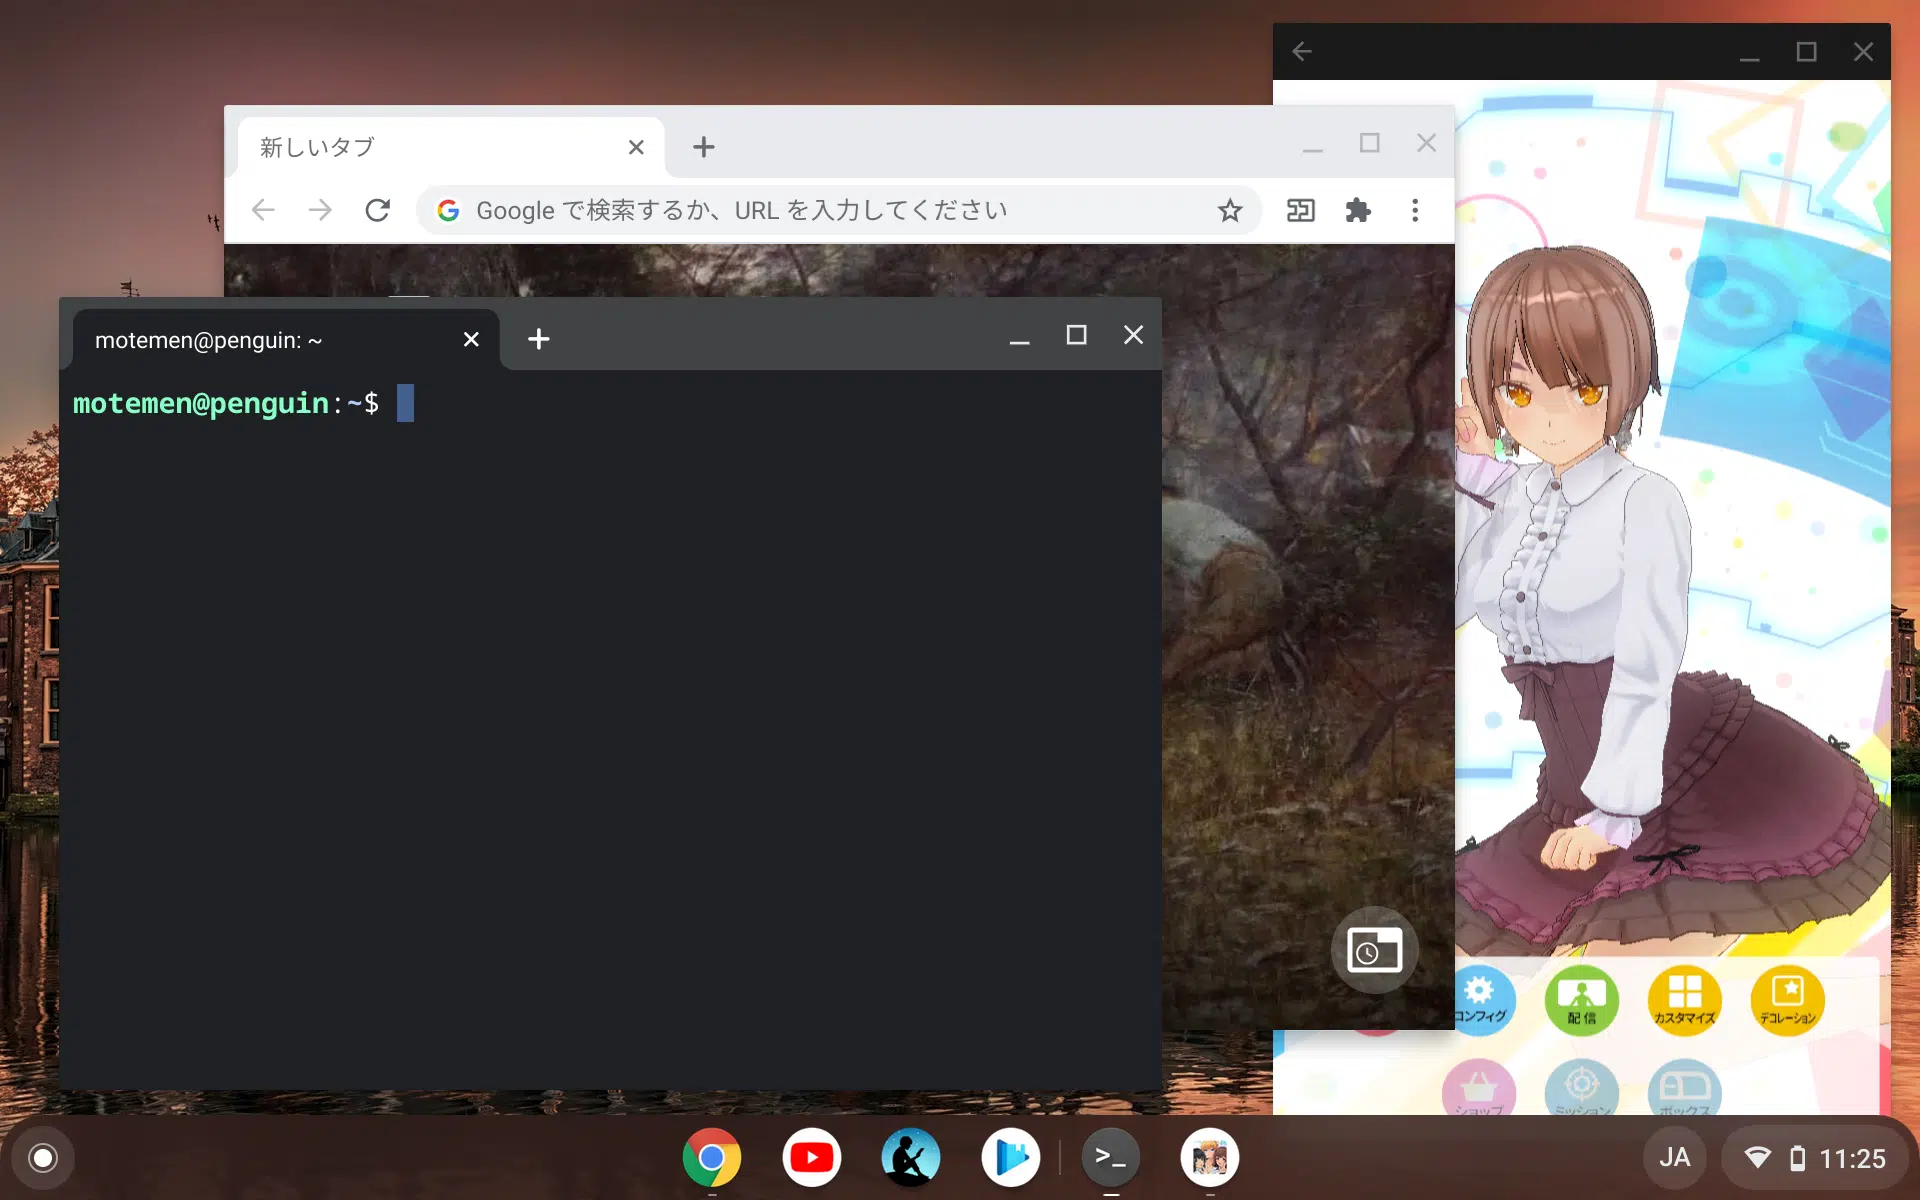 新しいタブ
Google で検索するか、URL を入力してください
motemen@penguin: ~
motemen@penguin:~$
コンフィグ
配信
カスタマイズ
デコレーション
ショップ
ミッション
ボックス
JA
11:25